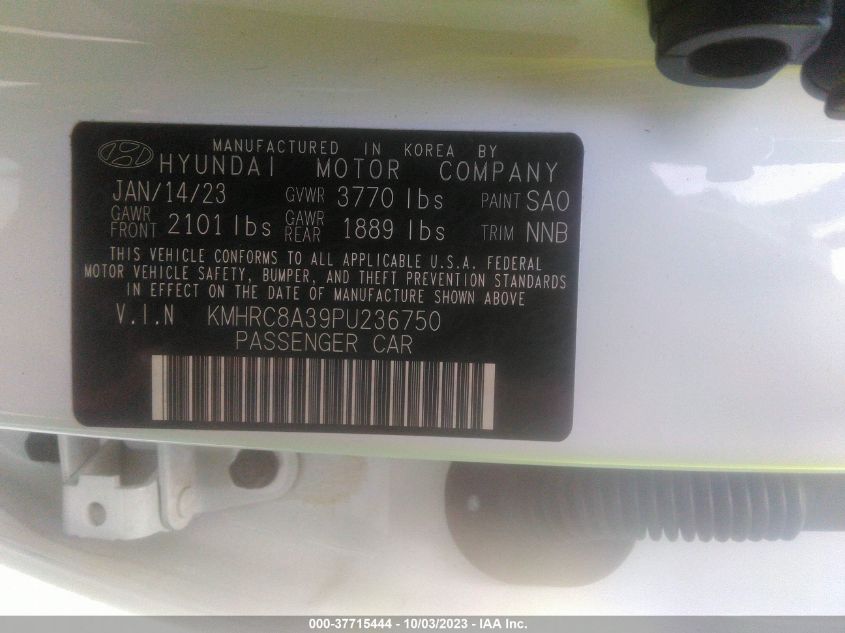 MANUFACTURED IN KOREA BY
HYUNDAI MOTOR COMPANY
JAN/14/23 GVWR 3770 lbs PAINT SAO
GAWR FRONT 2101 lbs GAWR REAR 1889 lbs TRIM NNB
THIS VEHICLE CONFORMS TO ALL APPLICABLE U.S.A. FEDERAL
MOTOR VEHICLE SAFETY, BUMPER, AND THEFT PREVENTION STANDARDS
IN EFFECT ON THE DATE OF MANUFACTURE SHOWN ABOVE
V.I.N KMHRC8A39PU236750
PASSENGER CAR
000-37715444 - 10/03/2023 - IAA Inc.